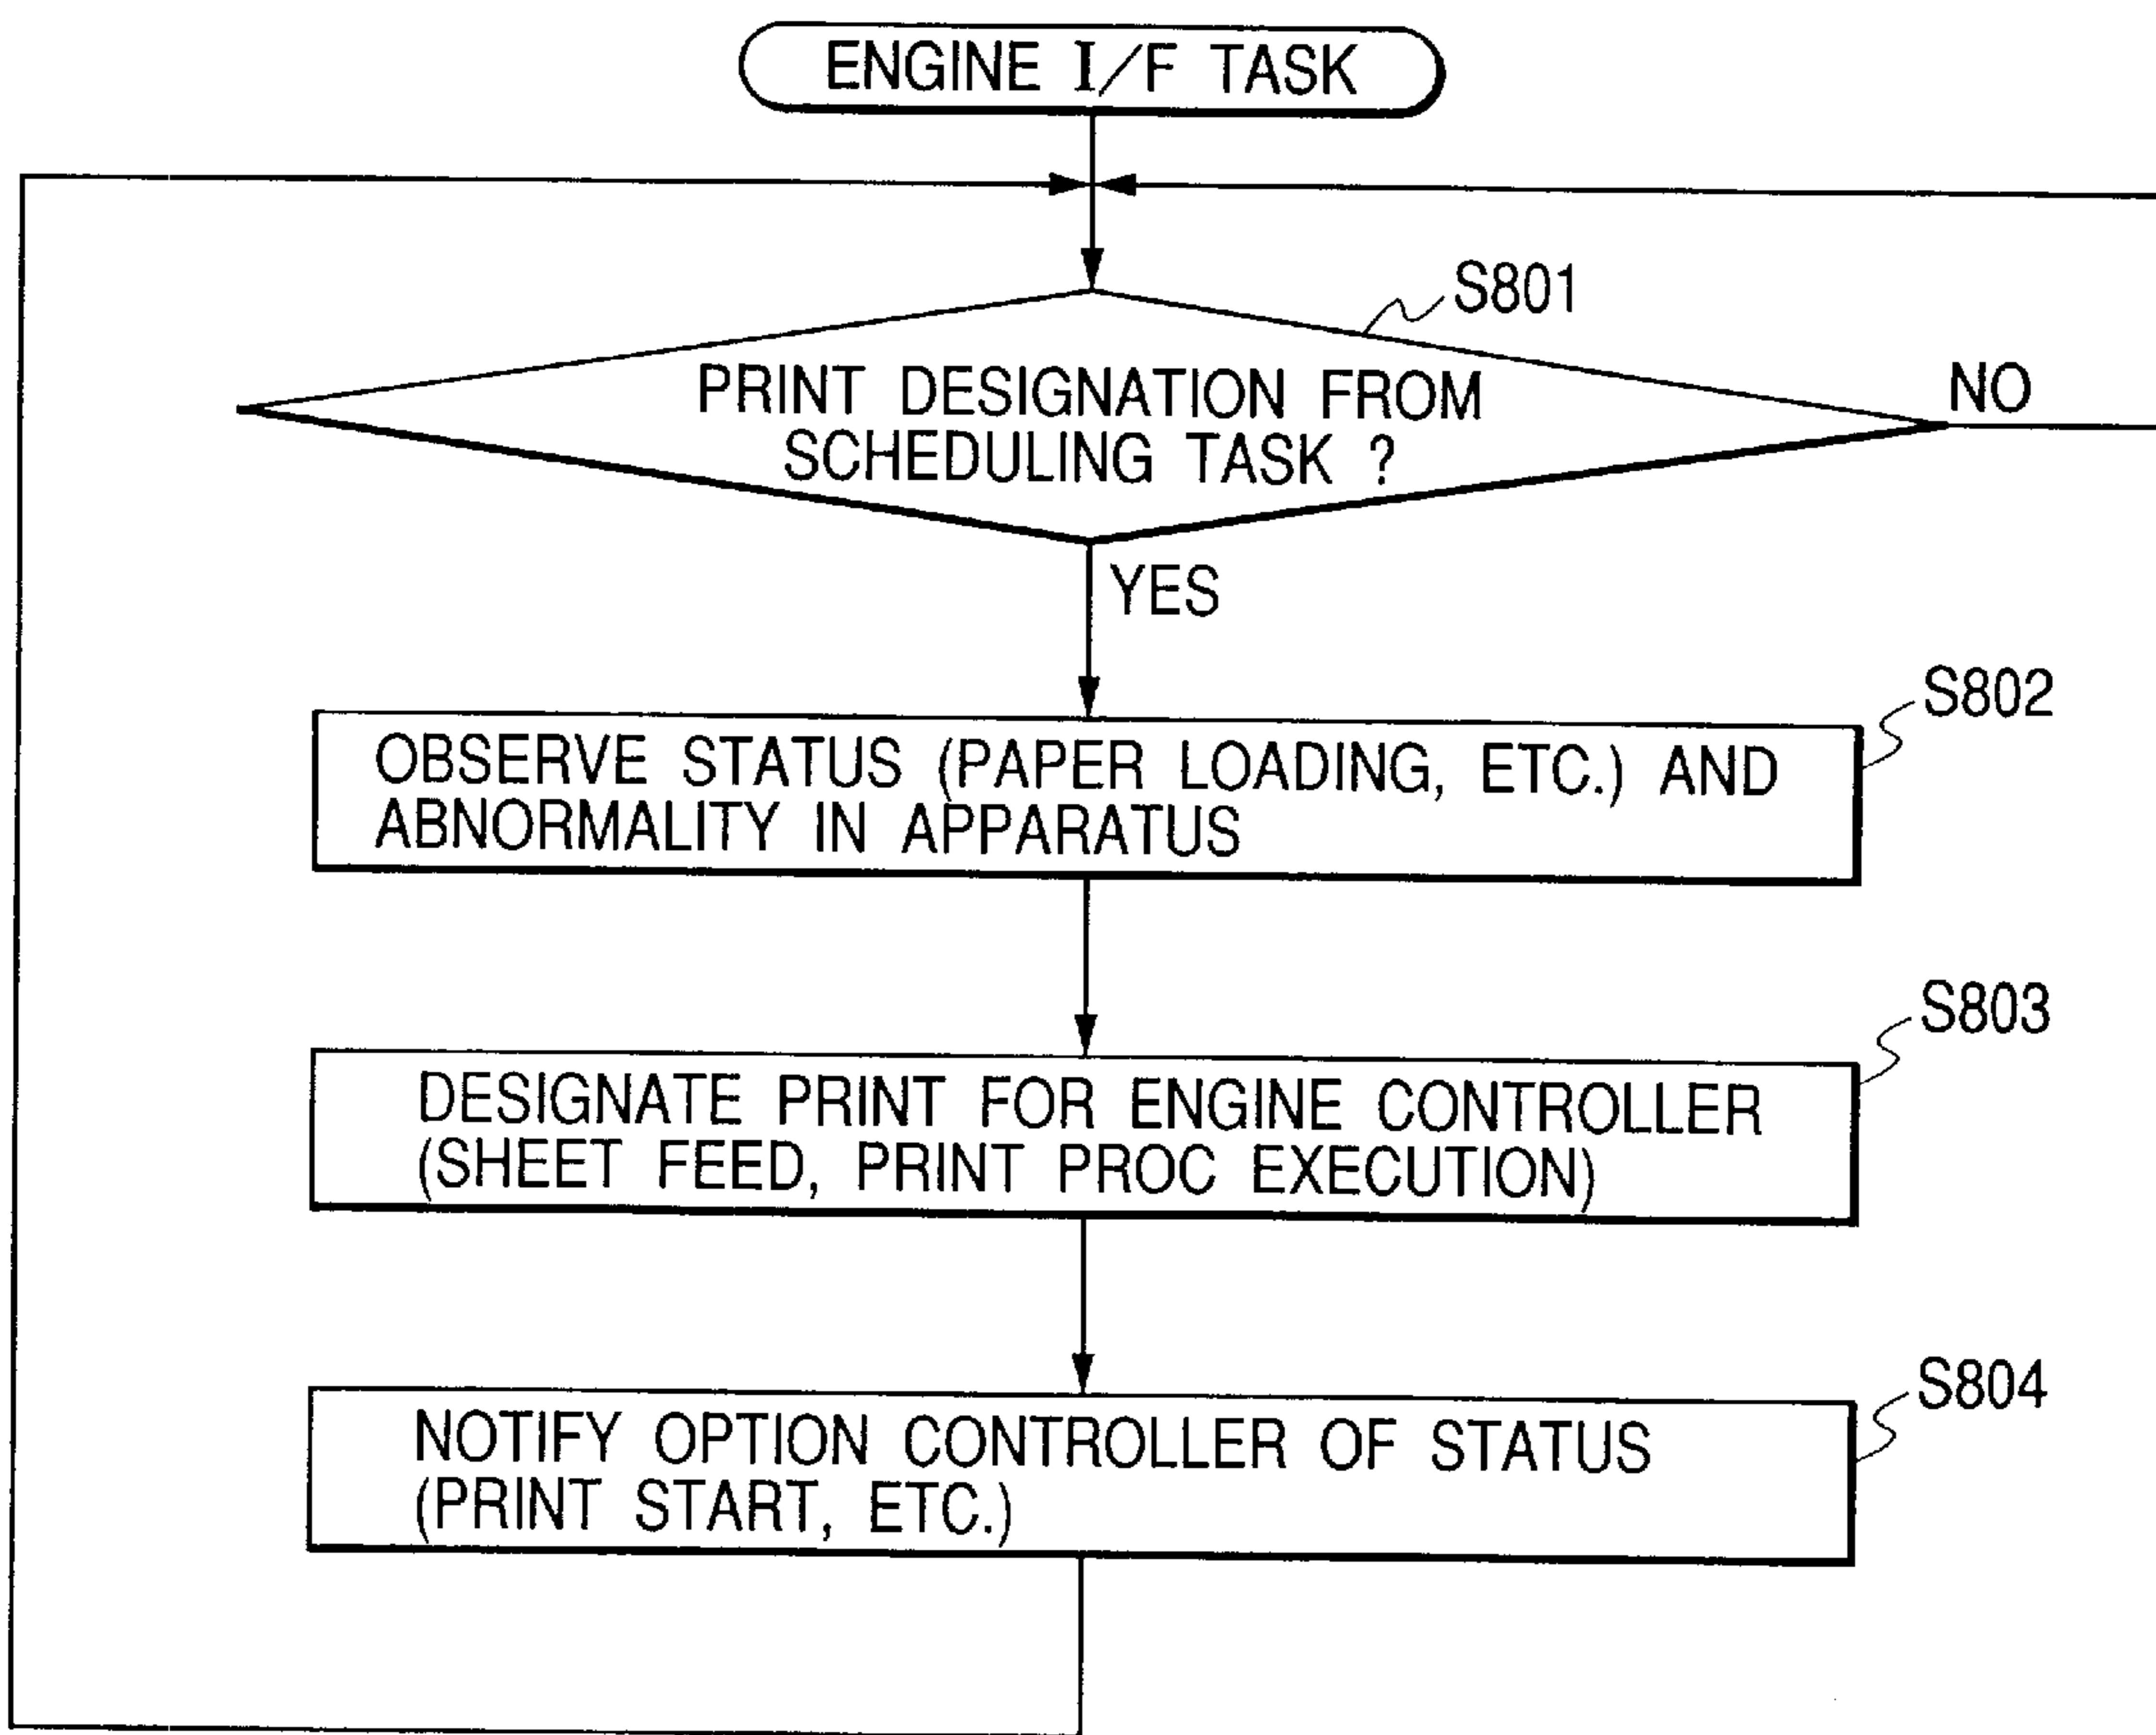 ENGINE I/F TASK
S801
PRINT DESIGNATION FROM
SCHEDULING TASK ?
NO
YES
S802
OBSERVE STATUS (PAPER LOADING, ETC.) AND
ABNORMALITY IN APPARATUS
S803
DESIGNATE PRINT FOR ENGINE CONTROLLER
(SHEET FEED, PRINT PROC EXECUTION)
S804
NOTIFY OPTION CONTROLLER OF STATUS
(PRINT START, ETC.)